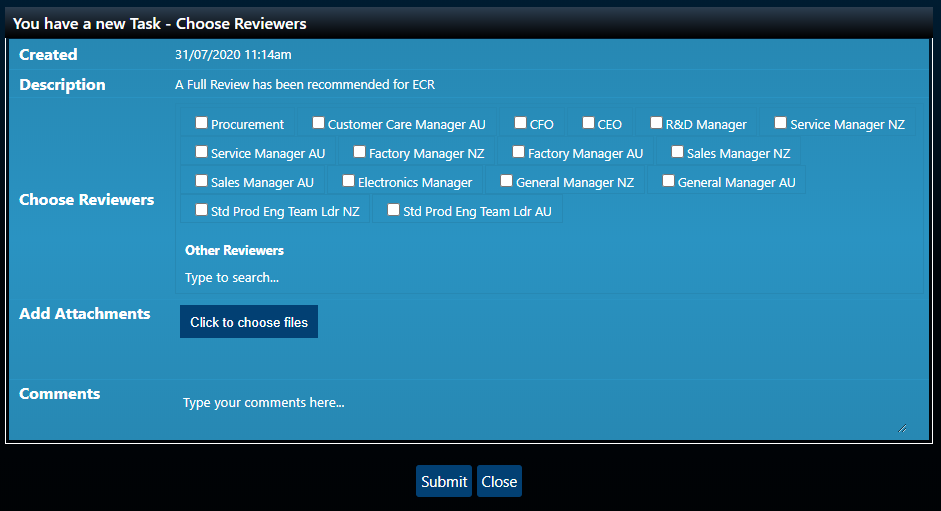 You have a new Task - Choose Reviewers
Created 31/07/2020 11:14am
Description A Full Review has been recommended for ECR
Choose Reviewers
Procurement Customer Care Manager AU CFO CEO R&D Manager Service Manager NZ
Service Manager AU Factory Manager NZ Factory Manager AU Sales Manager NZ
Sales Manager AU Electronics Manager General Manager NZ General Manager AU
Std Prod Eng Team Ldr NZ Std Prod Eng Team Ldr AU
Other Reviewers
Type to search...
Add Attachments Click to choose files
Comments Type your comments here...
Submit Close